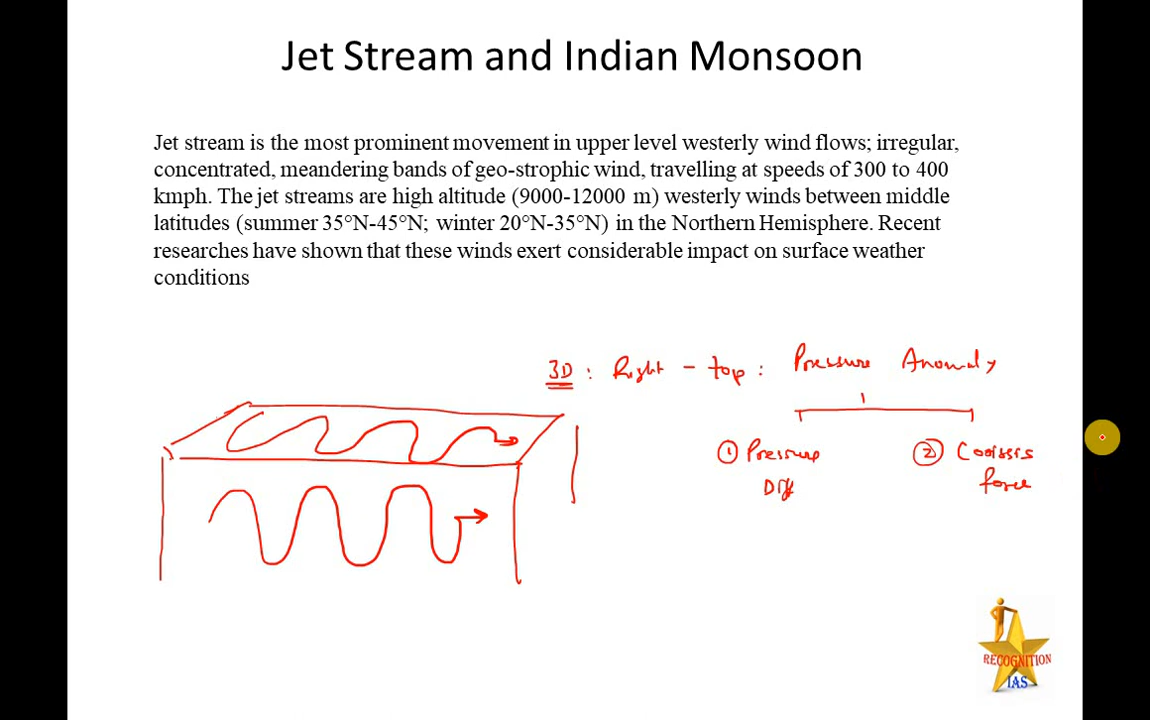 Jet Stream and Indian Monsoon
Jet stream is the most prominent movement in upper level westerly wind flows; irregular,
concentrated, meandering bands of geo-strophic wind, travelling at speeds of 300 to 400
kmph. The jet streams are high altitude (9000-12000 m) westerly winds between middle
latitudes (summer 35°N-45°N; winter 20°N-35°N) in the Northern Hemisphere. Recent
researches have shown that these winds exert considerable impact on surface weather
conditions
3D : Right - top : Pressure Anomaly
① Pressure Diff
② force
RECOGNITION
IAS